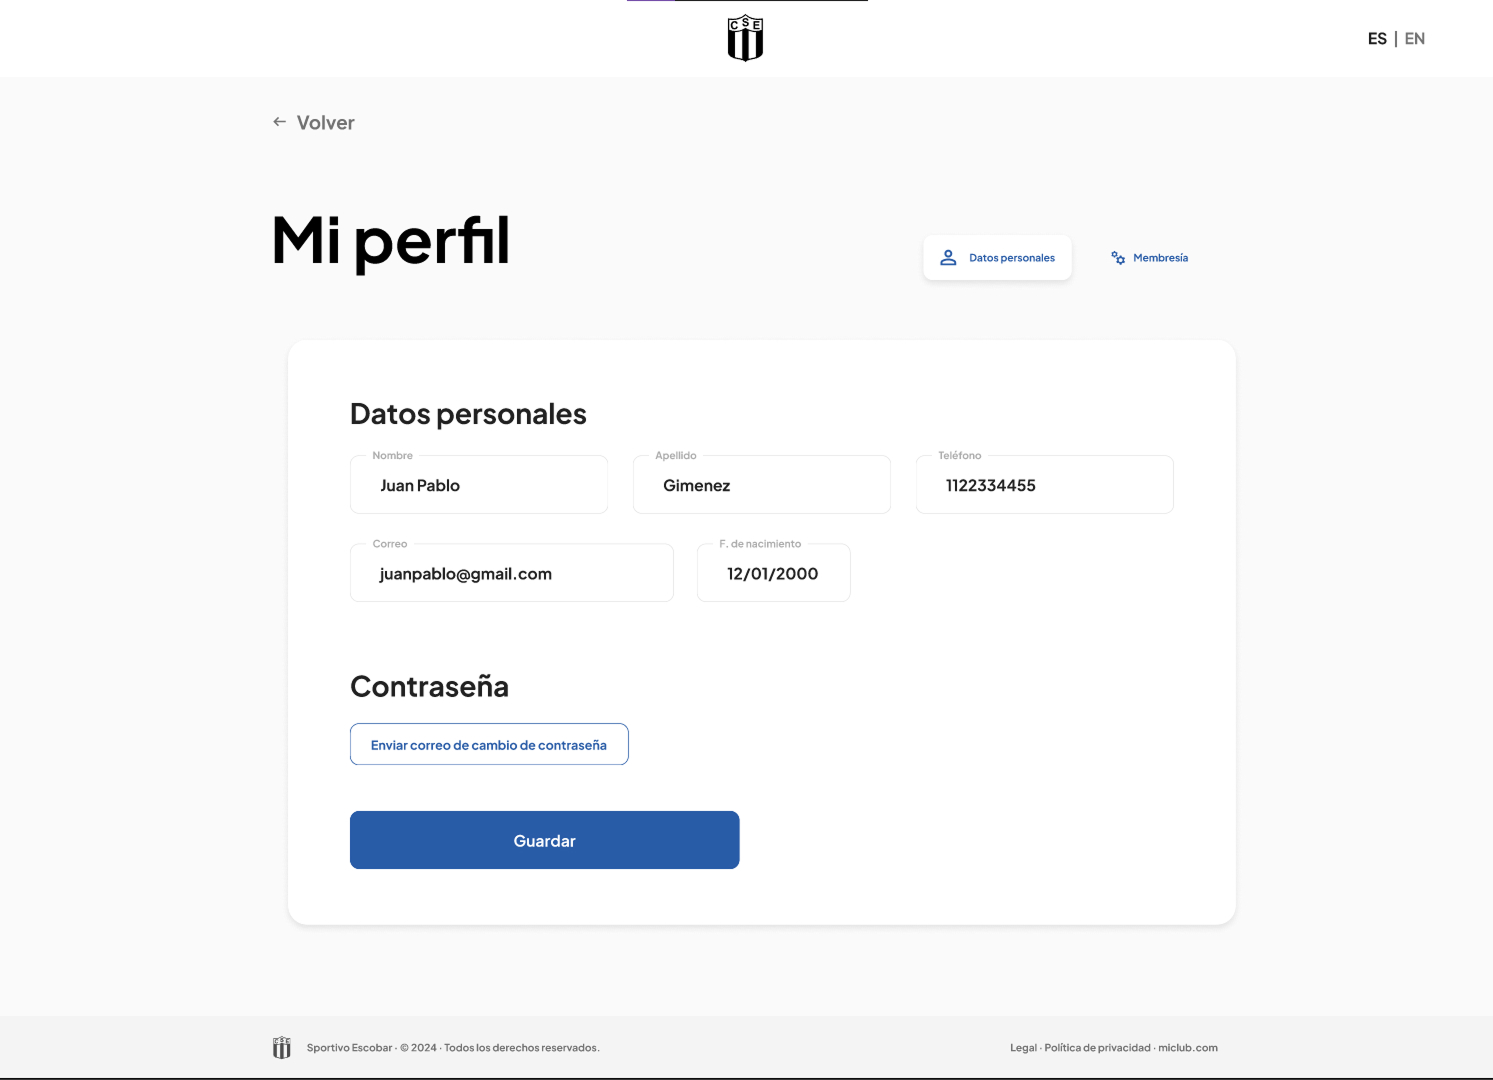 CSE
ES | EN
← Volver
Mi perfil
Datos personales
Membresía
Datos personales
Nombre
Juan Pablo
Apellido
Gimenez
Teléfono
1122334455
Correo
juanpablo@gmail.com
F. de nacimiento
12/01/2000
Contraseña
Enviar correo de cambio de contraseña
Guardar
CSE
Sportivo Escobar · © 2024 · Todos los derechos reservados.
Legal · Política de privacidad · miclub.com